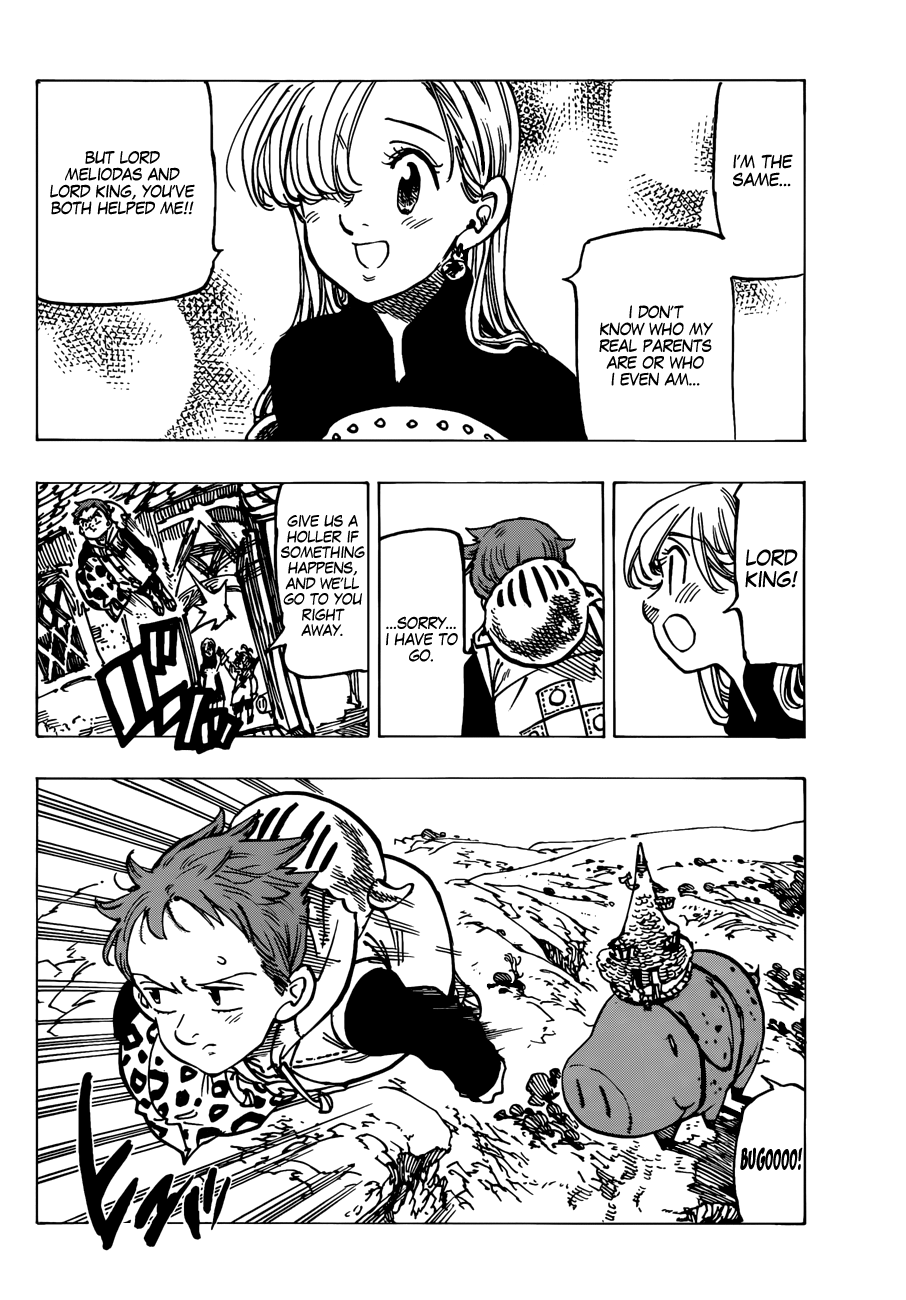 I'M THE
SAME...
I DON'T
KNOW WHO MY
REAL PARENTS
ARE OR WHO
I EVEN AM...
BUT LORD
MELIODAS AND
LORD KING, YOU'VE
BOTH HELPED ME!!
LORD
KING!
...SORRY...
I HAVE TO
GO.
GIVE US A
HOLLER IF
SOMETHING
HAPPENS,
AND WE'LL
GO TO YOU
RIGHT
AWAY.
BUGOOOO!